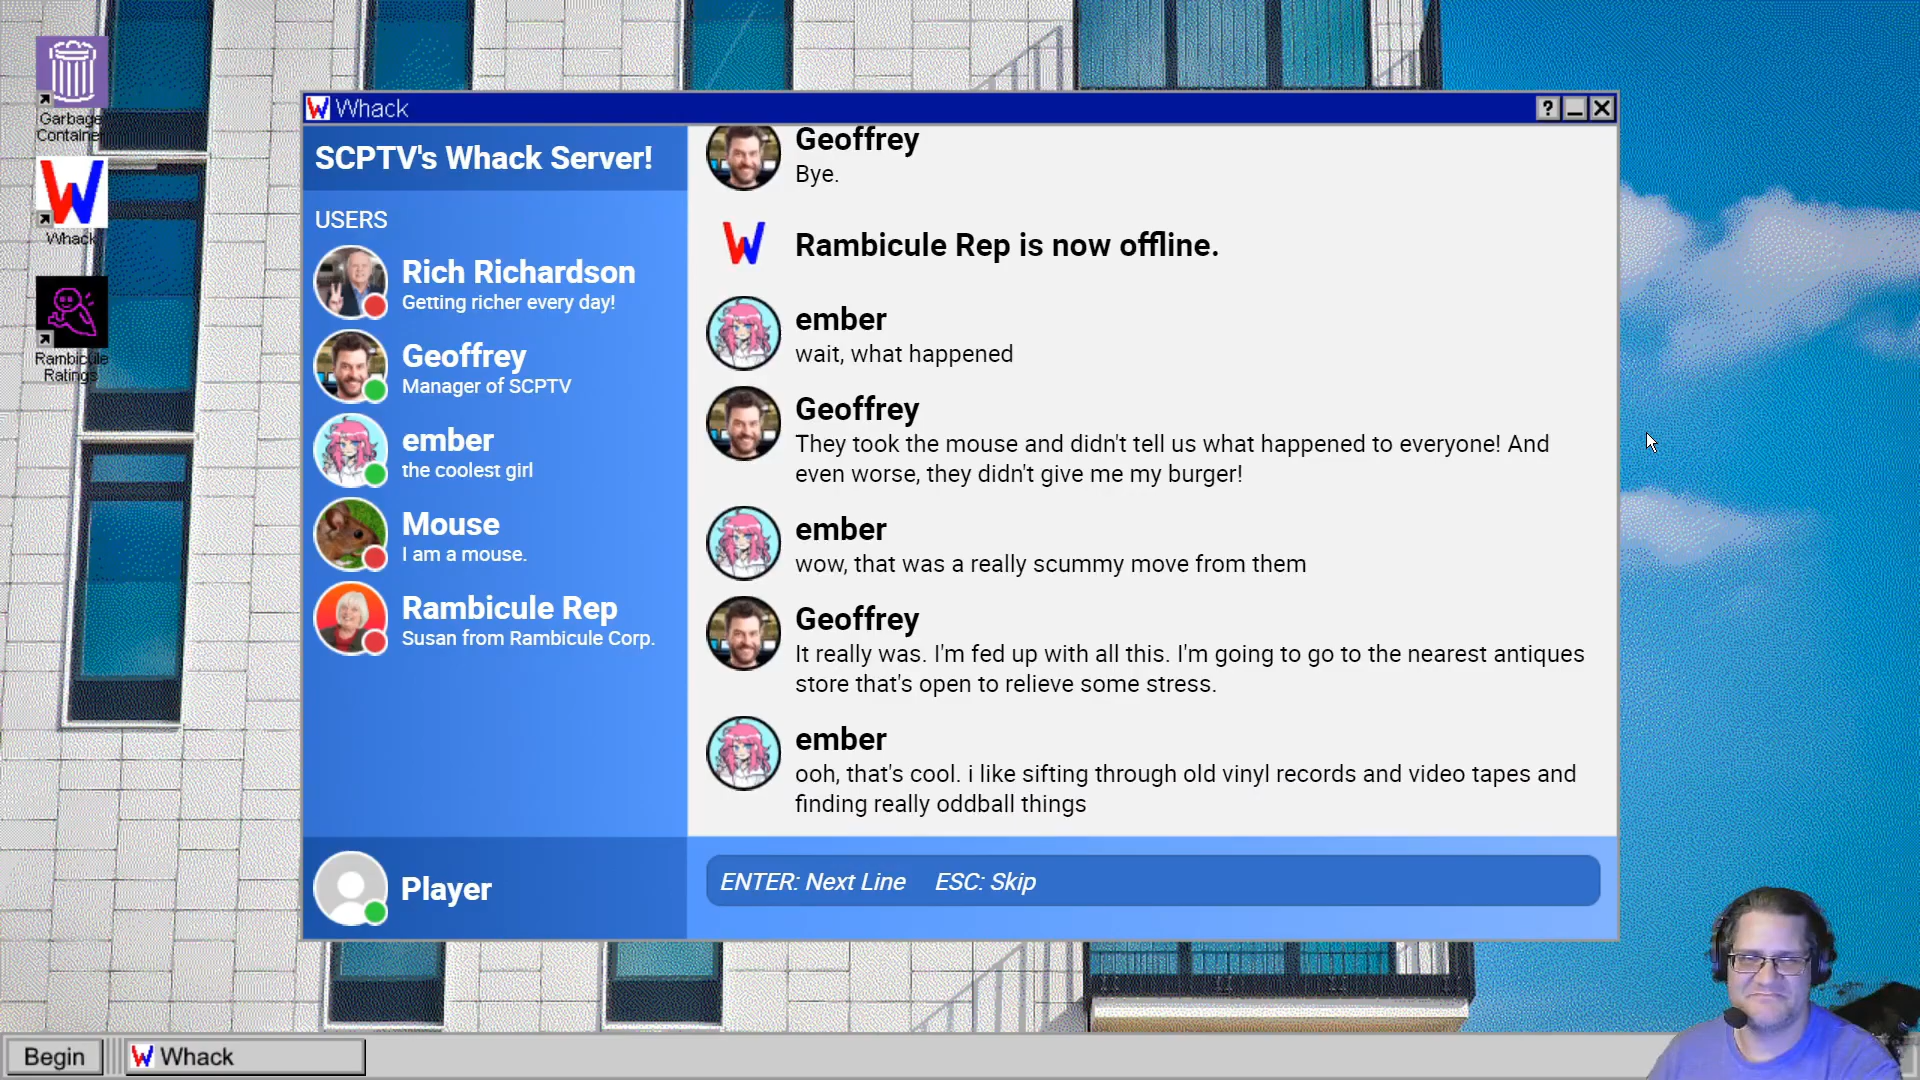 Garbage
Container
Whack
Rambicule
Ratings
Whack
SCPTV's Whack Server!
USERS
Rich Richardson
Getting richer every day!
Geoffrey
Manager of SCPTV
ember
the coolest girl
Mouse
I am a mouse.
Rambicule Rep
Susan from Rambicule Corp.
Player
Geoffrey
Bye.
Rambicule Rep is now offline.
ember
wait, what happened
Geoffrey
They took the mouse and didn't tell us what happened to everyone! And
even worse, they didn't give me my burger!
ember
wow, that was a really scummy move from them
Geoffrey
It really was. I'm fed up with all this. I'm going to go to the nearest antiques
store that's open to relieve some stress.
ember
ooh, that's cool. i like sifting through old vinyl records and video tapes and
finding really oddball things
ENTER: Next Line ESC: Skip
Begin
Whack